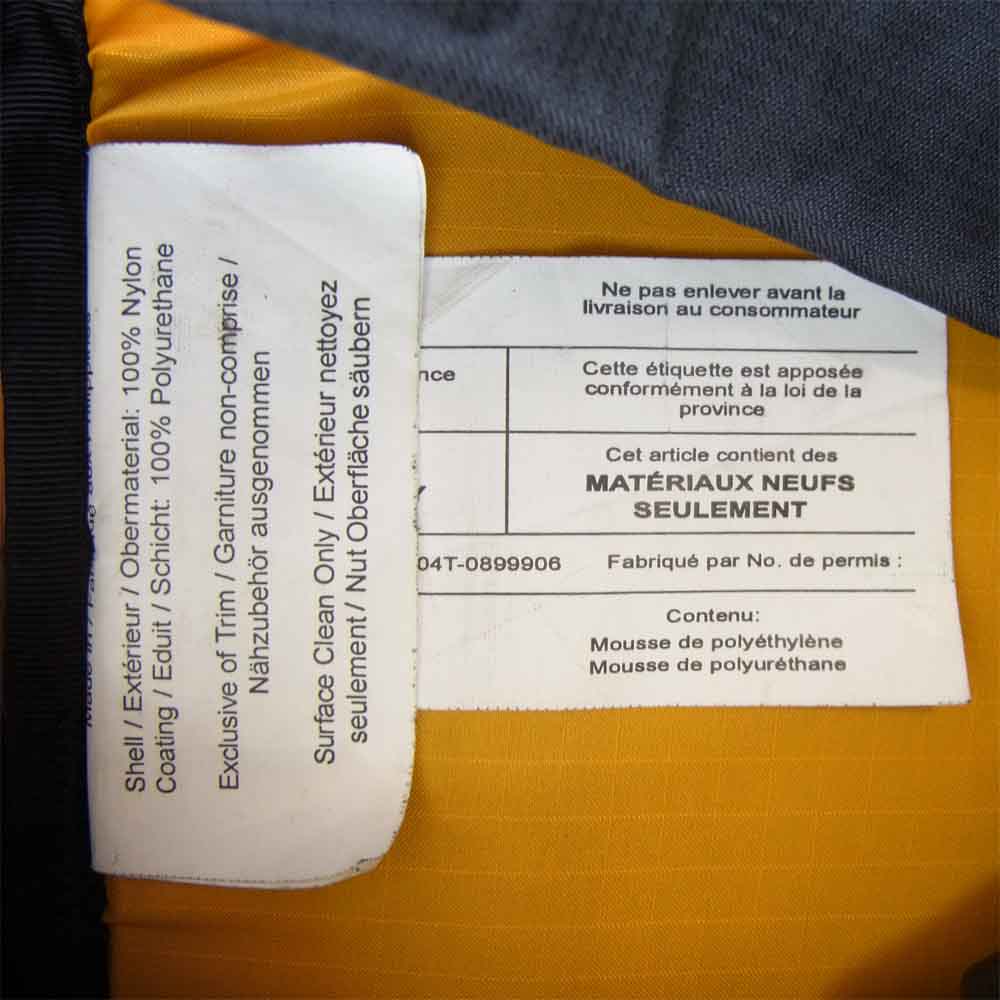 Shell / Extérieur / Obermaterial: 100% Nylon
Coating / Eduit / Schicht: 100% Polyurethane
Exclusive of Trim / Garniture non-comprise /
Nähzubehör ausgenommen
Surface Clean Only / Extérieur nettoyez
seulement / Nut Oberfläche säubern
Ne pas enlever avant la
livraison au consommateur
nce
Cette étiquette est apposée
conformément à la loi de la
province
Cet article contient des
MATÉRIAUX NEUFS
SEULEMENT
04T-0899906 Fabriqué par No. de permis :
Contenu:
Mousse de polyéthylène
Mousse de polyuréthane